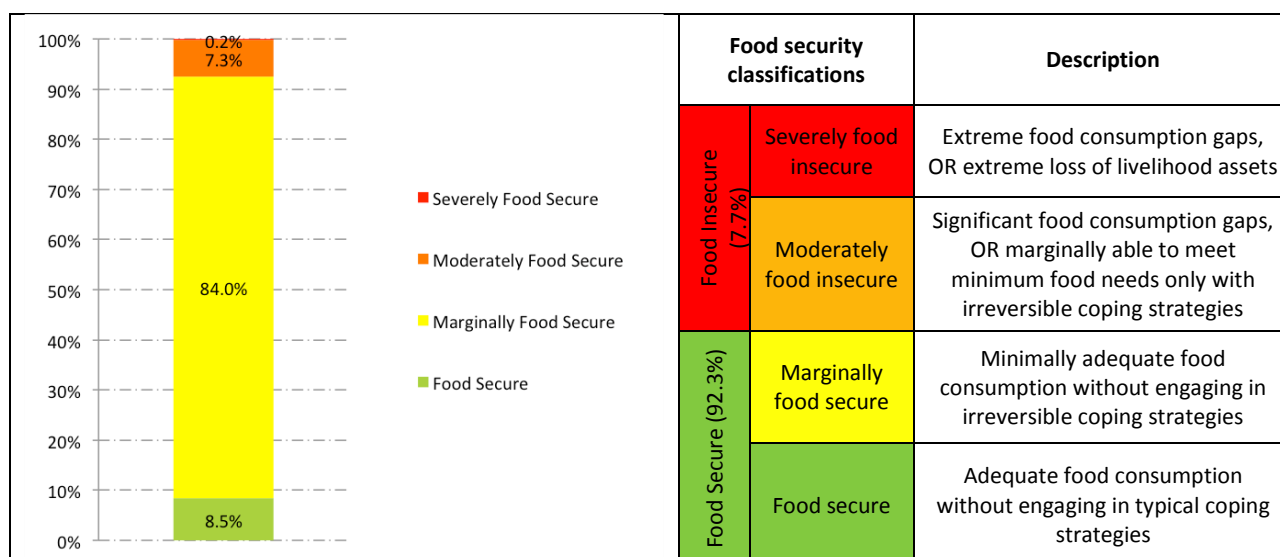 100%
90%
80%
70%
60%
50%
40%
30%
20%
10%
0%
0.2%
7.3%
84.0%
8.5%
Severely Food Secure
Moderately Food Secure
Marginally Food Secure
Food Secure
Food security
classifications
Description
Food Insecure
(7.7%)
Severely food
insecure
Extreme food consumption gaps,
OR extreme loss of livelihood assets
Moderately
food insecure
Significant food consumption gaps,
OR marginally able to meet
minimum food needs only with
irreversible coping strategies
Food Secure (92.3%)
Marginally
food secure
Minimally adequate food
consumption without engaging in
irreversible coping strategies
Food secure
Adequate food consumption
without engaging in typical coping
strategies